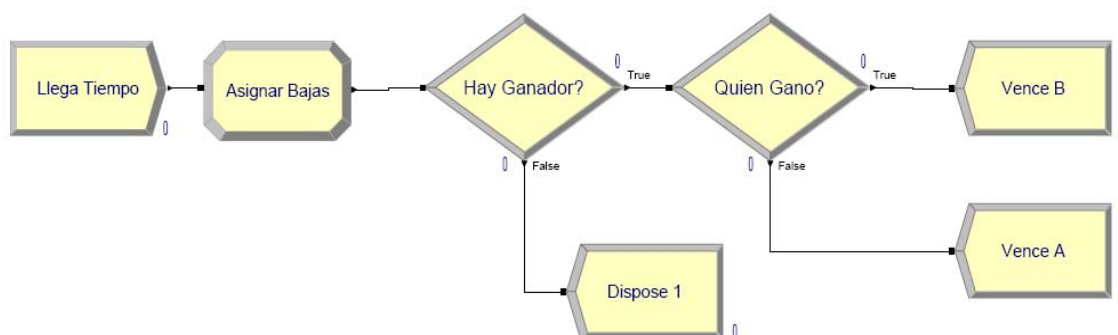 Llega Tiempo
0
Asignar Bajas
Hay Ganador?
0
True
0
False
Quien Gano?
0
True
0
False
Vence B
Vence A
Dispose 1
0